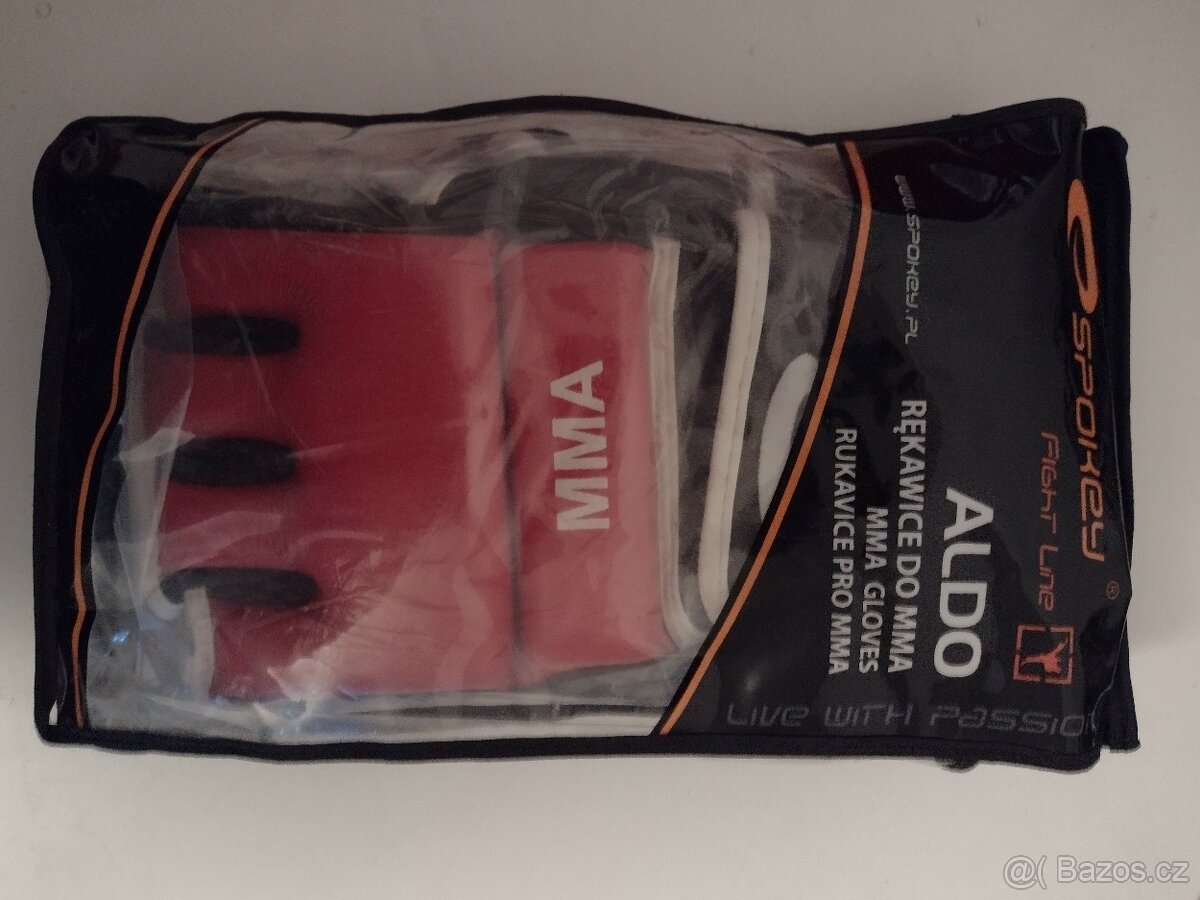 SPOKEY®
FIGHT LINE
ALDO
RĘKAWICE DO MMA
MMA GLOVES
RUKAVICE PRO MMA
www.SPOKEY.PL
LIVE WITH PASSION
MMA
@( Bazos.cz